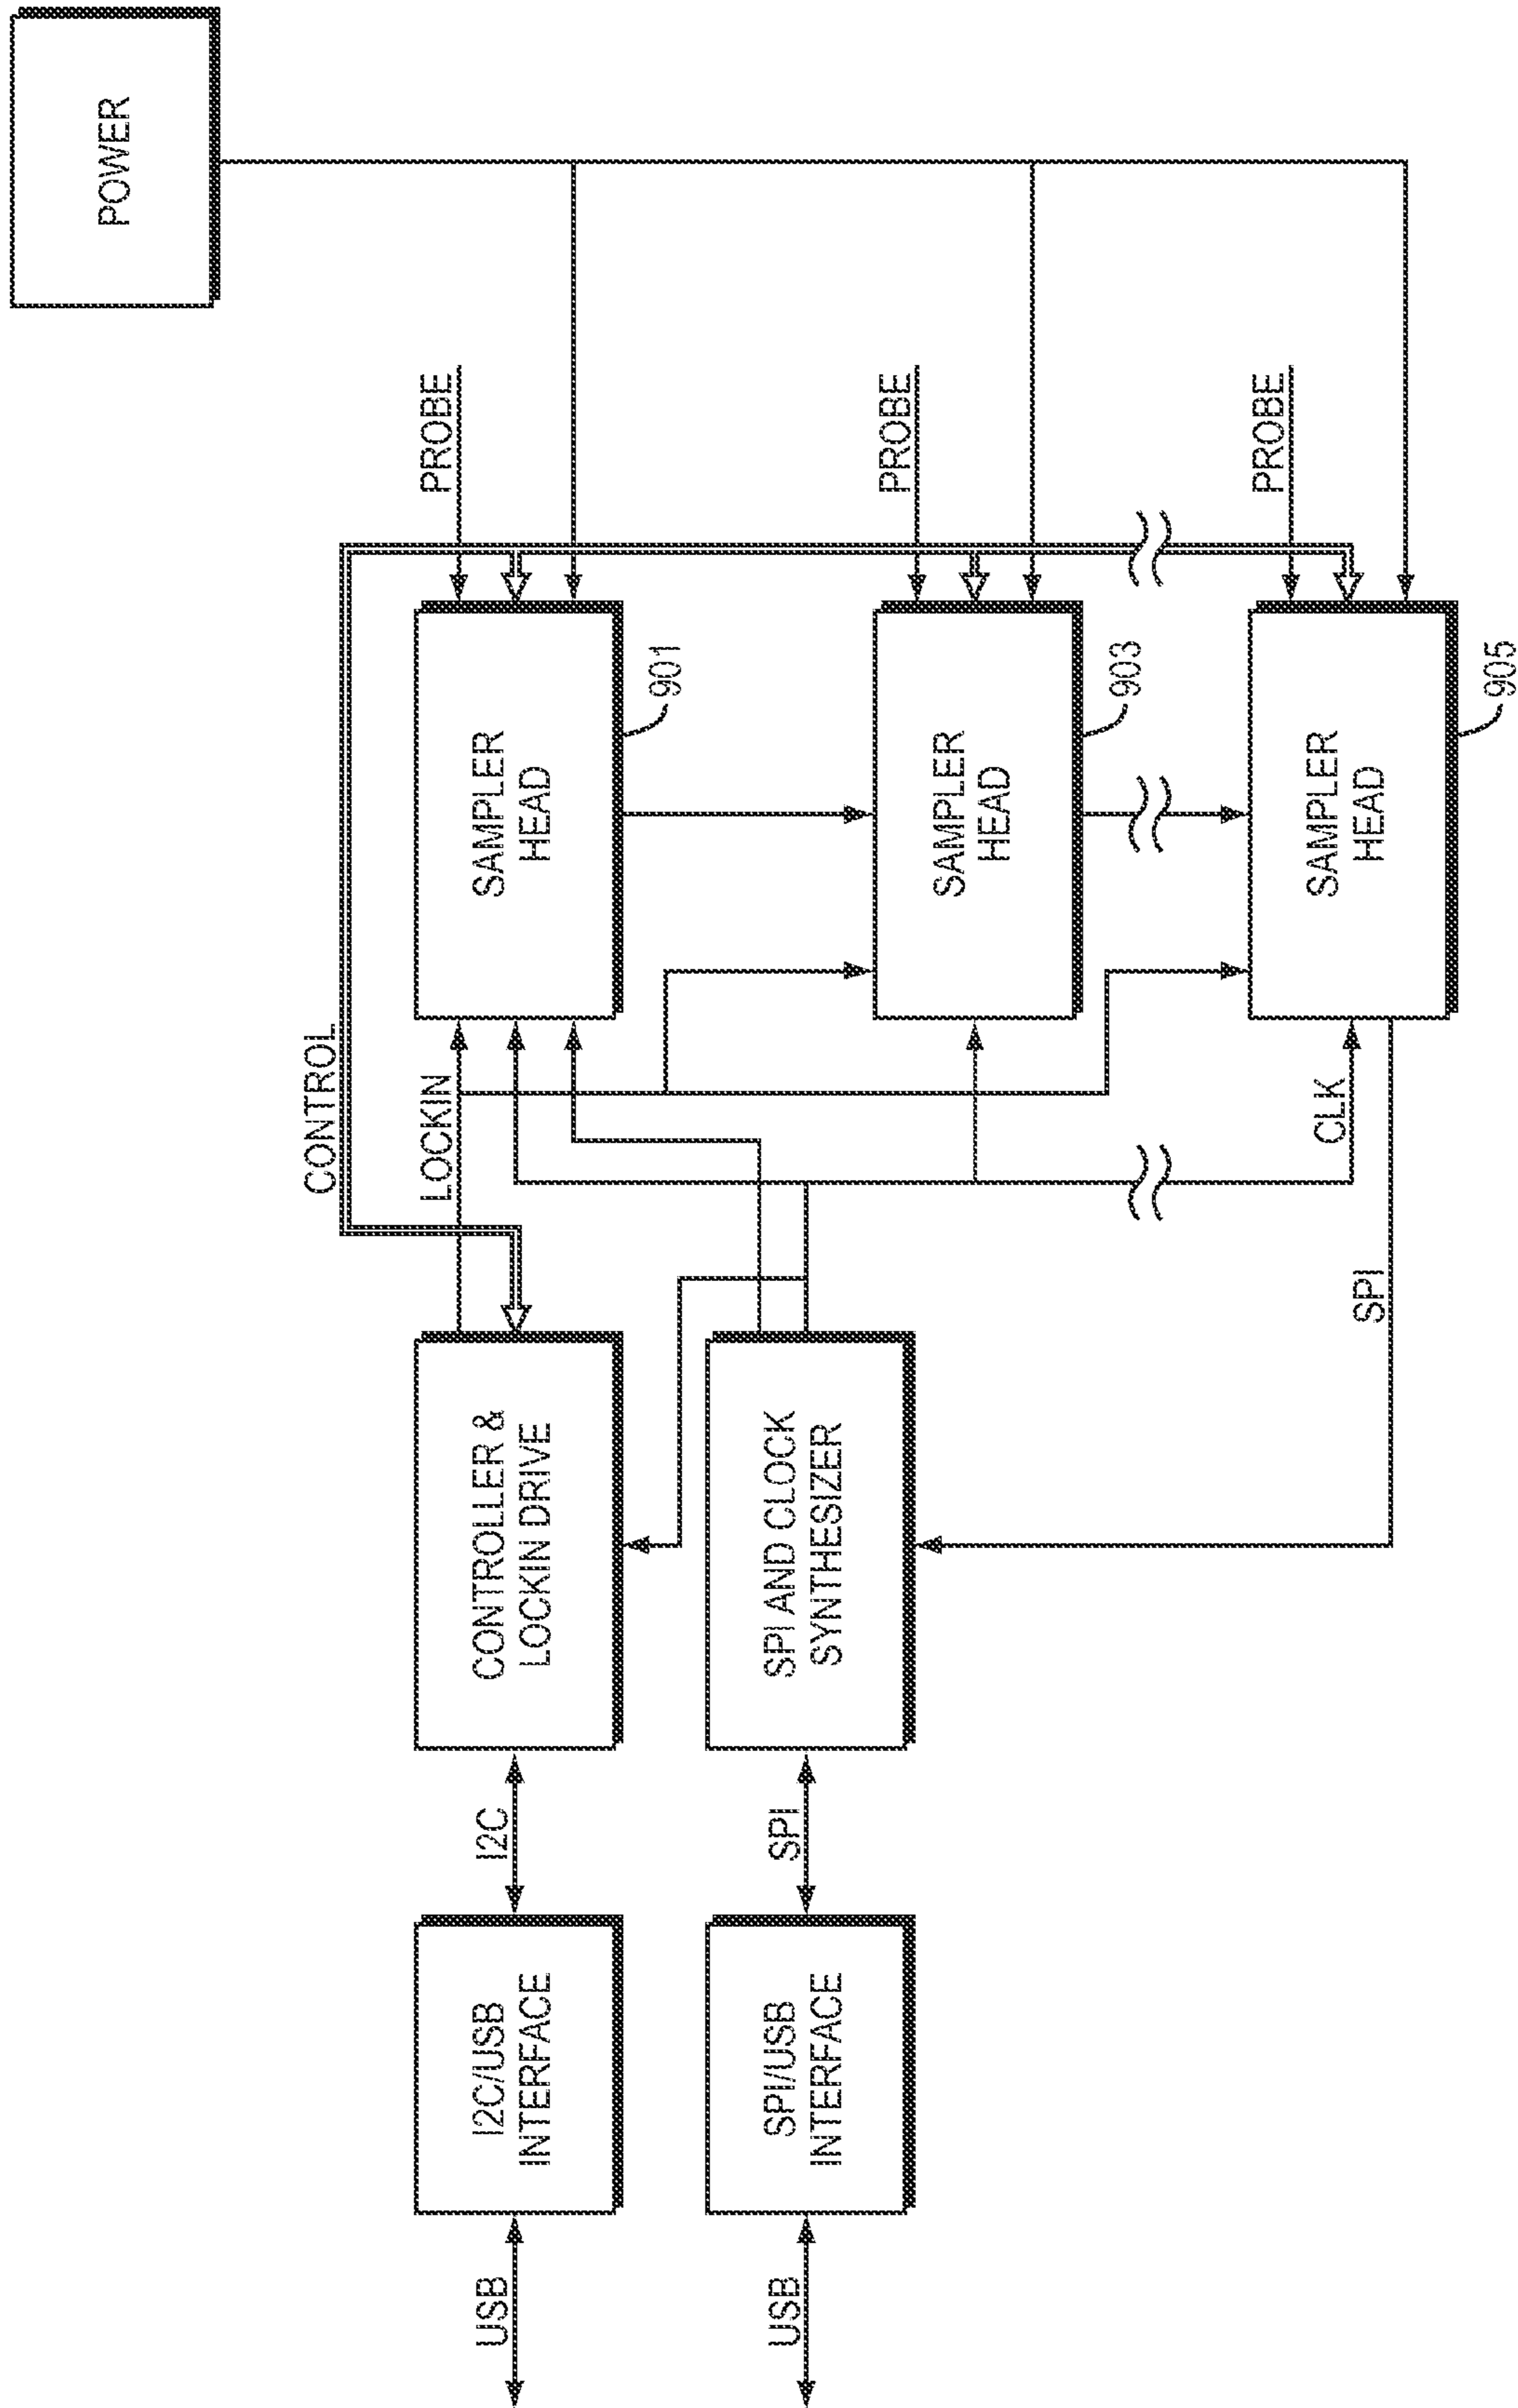 POWER
CONTROL
LOCKIN
PROBE
USB
I2C/USB
INTERFACE
I2C
CONTROLLER &
LOCKIN DRIVE
SAMPLER
HEAD
901
USB
SPI/USB
INTERFACE
SPI
SPI AND CLOCK
SYNTHESIZER
PROBE
SAMPLER
HEAD
903
PROBE
CLK
SAMPLER
HEAD
SPI
905